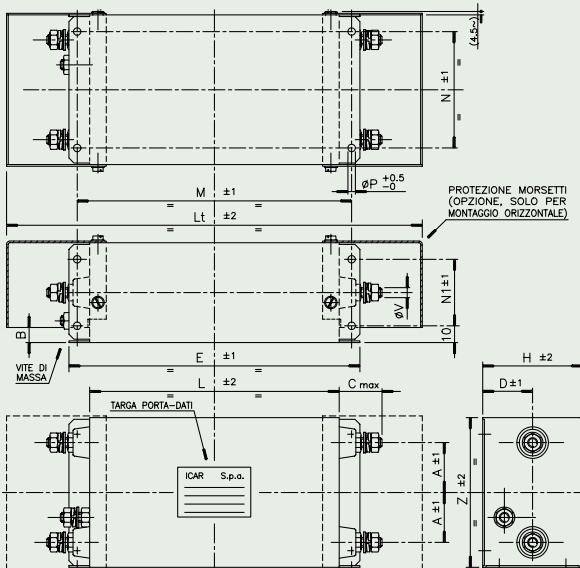 (4.5~)
N ±1
=
=
øP +0.5
-0
M ±1
= =
Lt ±2
= =
PROTEZIONE MORSETTI
(OPZIONE, SOLO PER
MONTAGGIO ORIZZONTALE)
N1±1
øV
B
10
VITE DI
MASSA
E ±1
= =
L ±2
= =
C max
H ±2
D±1
TARGA PORTA-DATI
ICAR S.p.a.
A ±1
A ±1
Z ±2
=
=